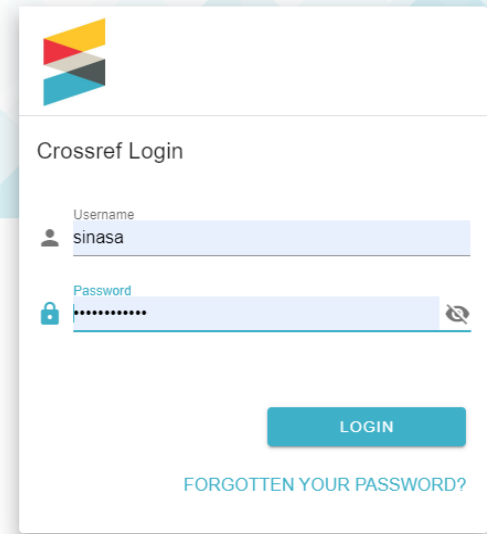 Crossref Login
Username
sinasa
Password
••••••••••••
LOGIN
FORGOTTEN YOUR PASSWORD?